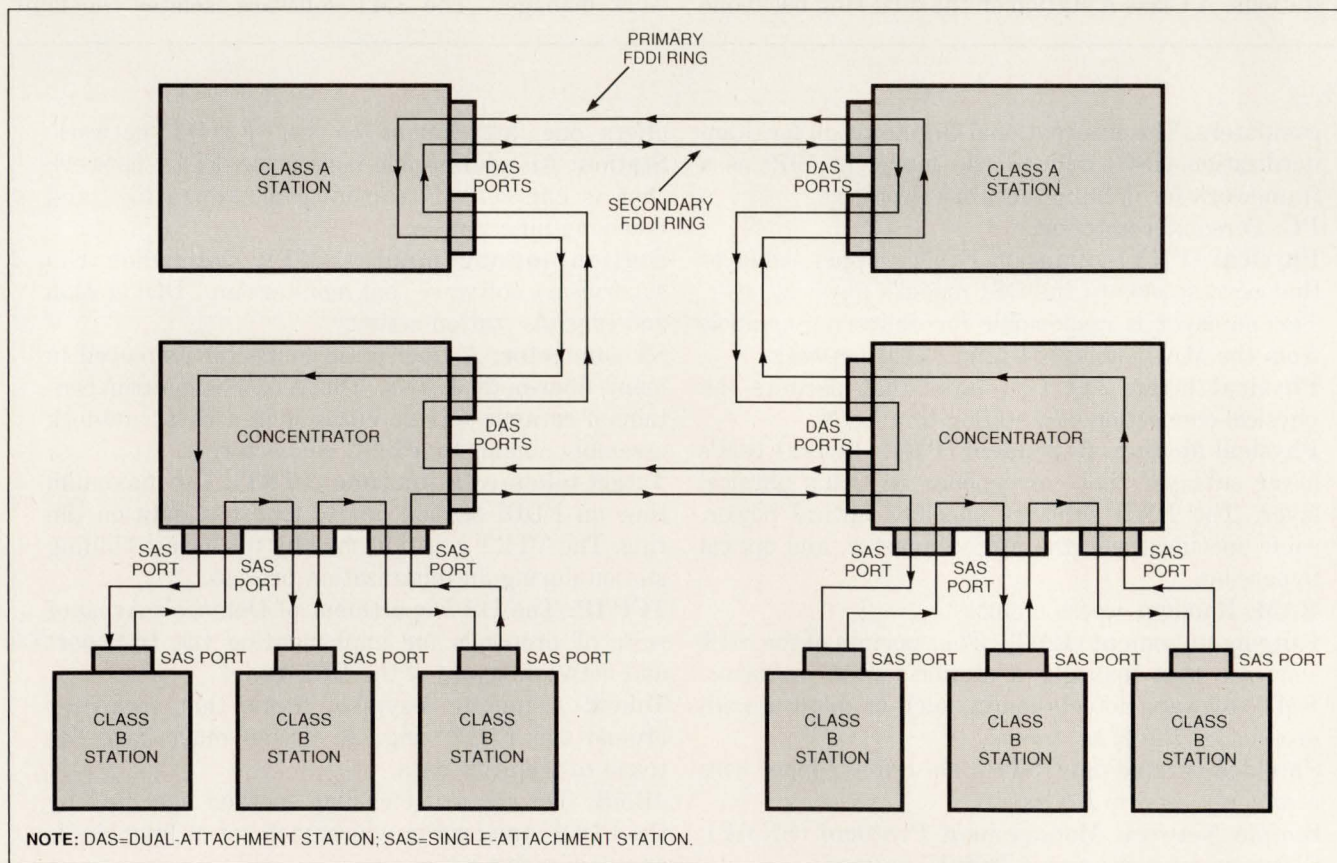 PRIMARY
FDDI RING
CLASS A
STATION
DAS
PORTS
SECONDARY
FDDI RING
DAS
PORTS
CLASS A
STATION
CONCENTRATOR
DAS
PORTS
DAS
PORTS
CONCENTRATOR
SAS
PORT
SAS
PORT
SAS
PORT
SAS
PORT
SAS
PORT
SAS
PORT
SAS PORT
SAS PORT
SAS PORT
SAS PORT
SAS PORT
SAS PORT
CLASS
B
STATION
CLASS
B
STATION
CLASS
B
STATION
CLASS
B
STATION
CLASS
B
STATION
CLASS
B
STATION
NOTE: DAS=DUAL-ATTACHMENT STATION; SAS=SINGLE-ATTACHMENT STATION.